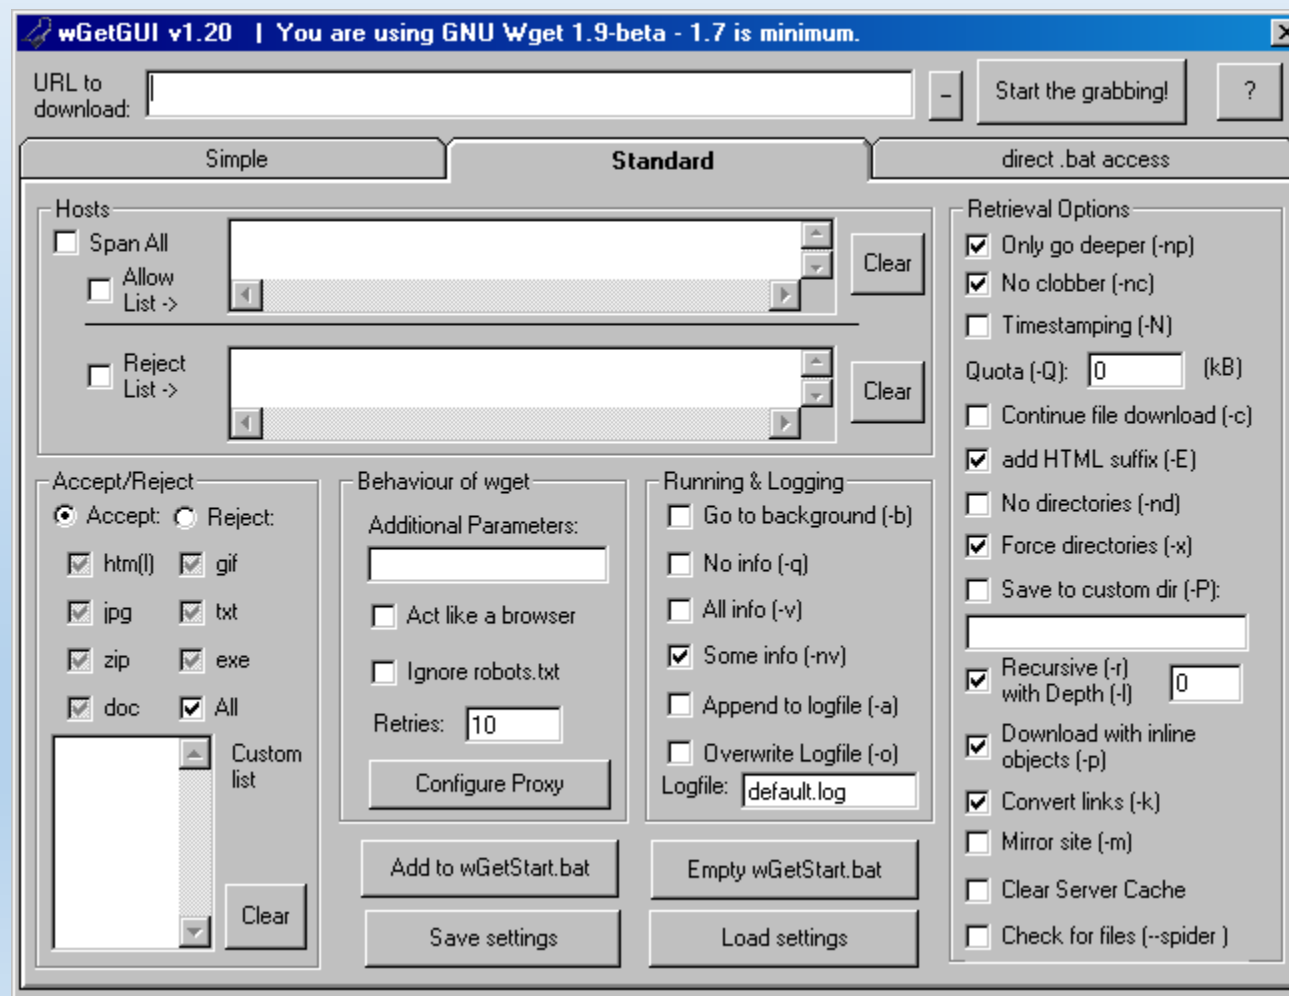 wGetGUI v1.20 | You are using GNU Wget 1.9-beta - 1.7 is minimum.
URL to
download:
-
Start the grabbing!
?
Simple
Standard
direct .bat access
Hosts
Span All
Allow
List ->
Clear
Reject
List ->
Clear
Accept/Reject
Accept: Reject:
htm(l) gif
jpg txt
zip exe
doc All
Custom
list
Clear
Behaviour of wget
Additional Parameters:
Act like a browser
Ignore robots.txt
Retries: 10
Configure Proxy
Running & Logging
Go to background (-b)
No info (-q)
All info (-v)
Some info (-nv)
Append to logfile (-a)
Overwrite Logfile (-o)
Logfile: default.log
Add to wGetStart.bat
Empty wGetStart.bat
Save settings
Load settings
Retrieval Options
Only go deeper (-np)
No clobber (-nc)
Timestamping (-N)
Quota (-Q): 0 (kB)
Continue file download (-c)
add HTML suffix (-E)
No directories (-nd)
Force directories (-x)
Save to custom dir (-P):
Recursive (-r)
with Depth (-l) 0
Download with inline
objects (-p)
Convert links (-k)
Mirror site (-m)
Clear Server Cache
Check for files (--spider )